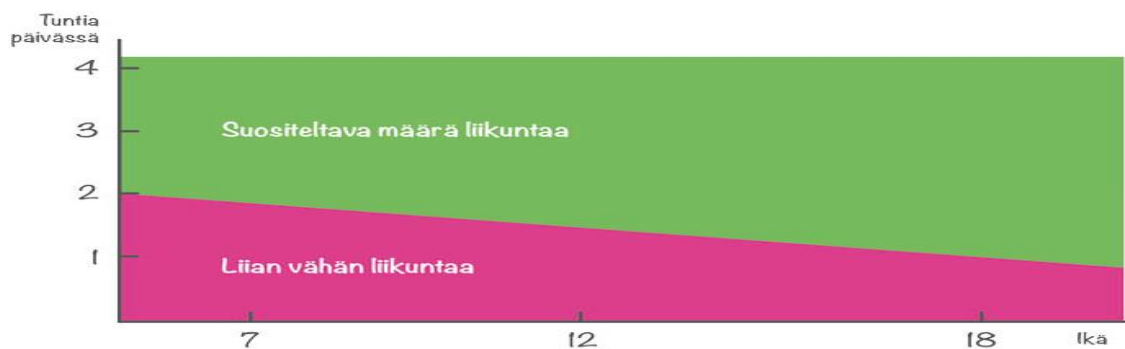 Tuntia
päivässä
4
3
Suositeltava määrä liikuntaa
2
1
Liian vähän liikuntaa
7 12 18 Ikä